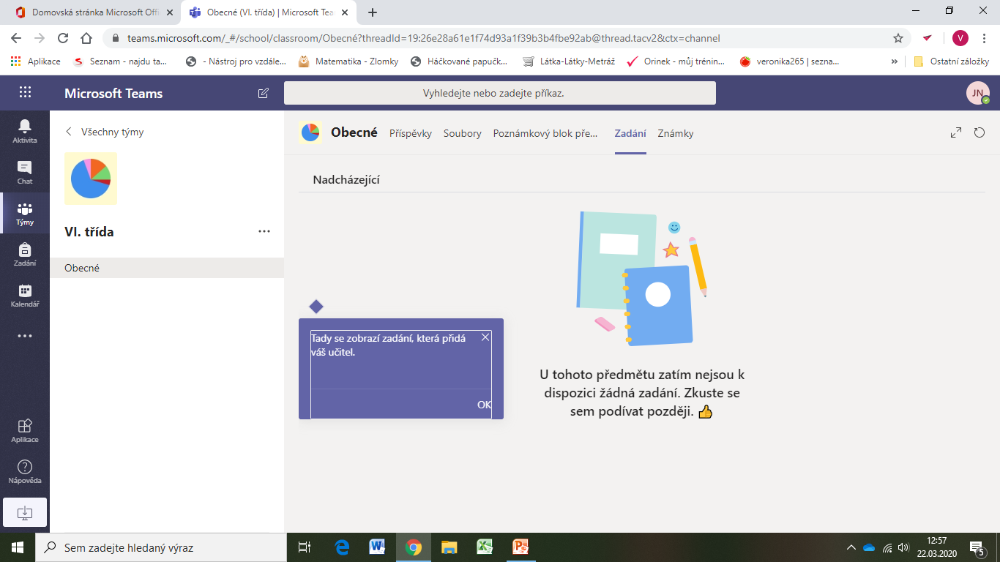 Domovská stránka Microsoft Offi
Obecné (VI. třída) | Microsoft Tea
teams.microsoft.com/_#/school/classroom/Obecné?threadId=19:26e28a61e1f74d93a1f39b3b4fbe92ab@thread.tacv2&ctx=channel
V
Aplikace
Seznam - najdu ta...
- Nástroj pro vzdále...
Matematika - Zlomky
Háčkované papučk...
Látka-Látky-Metráž
Orinek - můj trénin...
veronika265 | sezna...
»
Ostatní záložky
Microsoft Teams
Vyhledejte nebo zadejte příkaz.
JN
Aktivita
Chat
Týmy
Zadání
Kalendář
Aplikace
Nápověda
Všechny týmy
VI. třída
Obecné
Obecné
Příspěvky
Soubory
Poznámkový blok pře...
Zadání
Známky
Nadcházející
Tady se zobrazí zadání, která přidá
váš učitel.
OK
U tohoto předmětu zatím nejsou k
dispozici žádná zadání. Zkuste se
sem podívat později. 👍
Sem zadejte hledaný výraz
12:57
22.03.2020
5